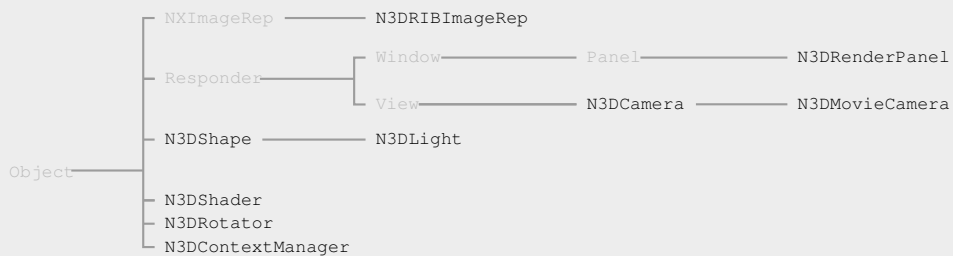 NXImageRep N3DRIBImageRep
Window Panel N3DRenderPanel
Responder
View N3DCamera N3DMovieCamera
N3DShape N3DLight
Object
N3DShader
N3DRotator
N3DContextManager